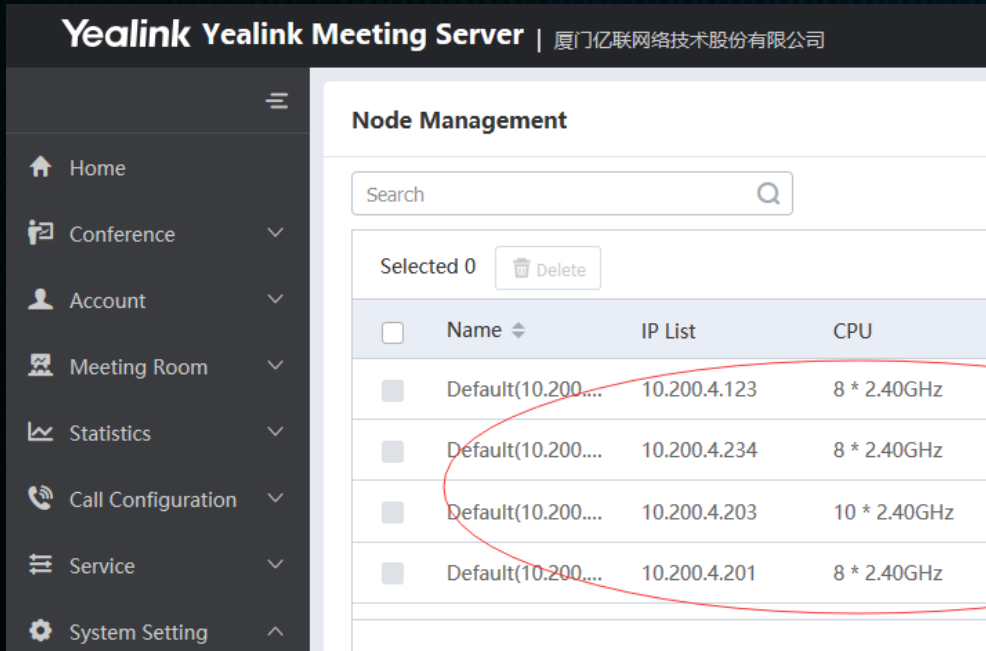 Yealink Yealink Meeting Server | 厦门亿联网络技术股份有限公司
Node Management
Home
Search
Conference
Selected 0 Delete
Account
Name IP List CPU
Meeting Room
Default(10.200.... 10.200.4.123 8 * 2.40GHz
Statistics
Default(10.200.... 10.200.4.234 8 * 2.40GHz
Call Configuration
Default(10.200.... 10.200.4.203 10 * 2.40GHz
Service
Default(10.200.... 10.200.4.201 8 * 2.40GHz
System Setting